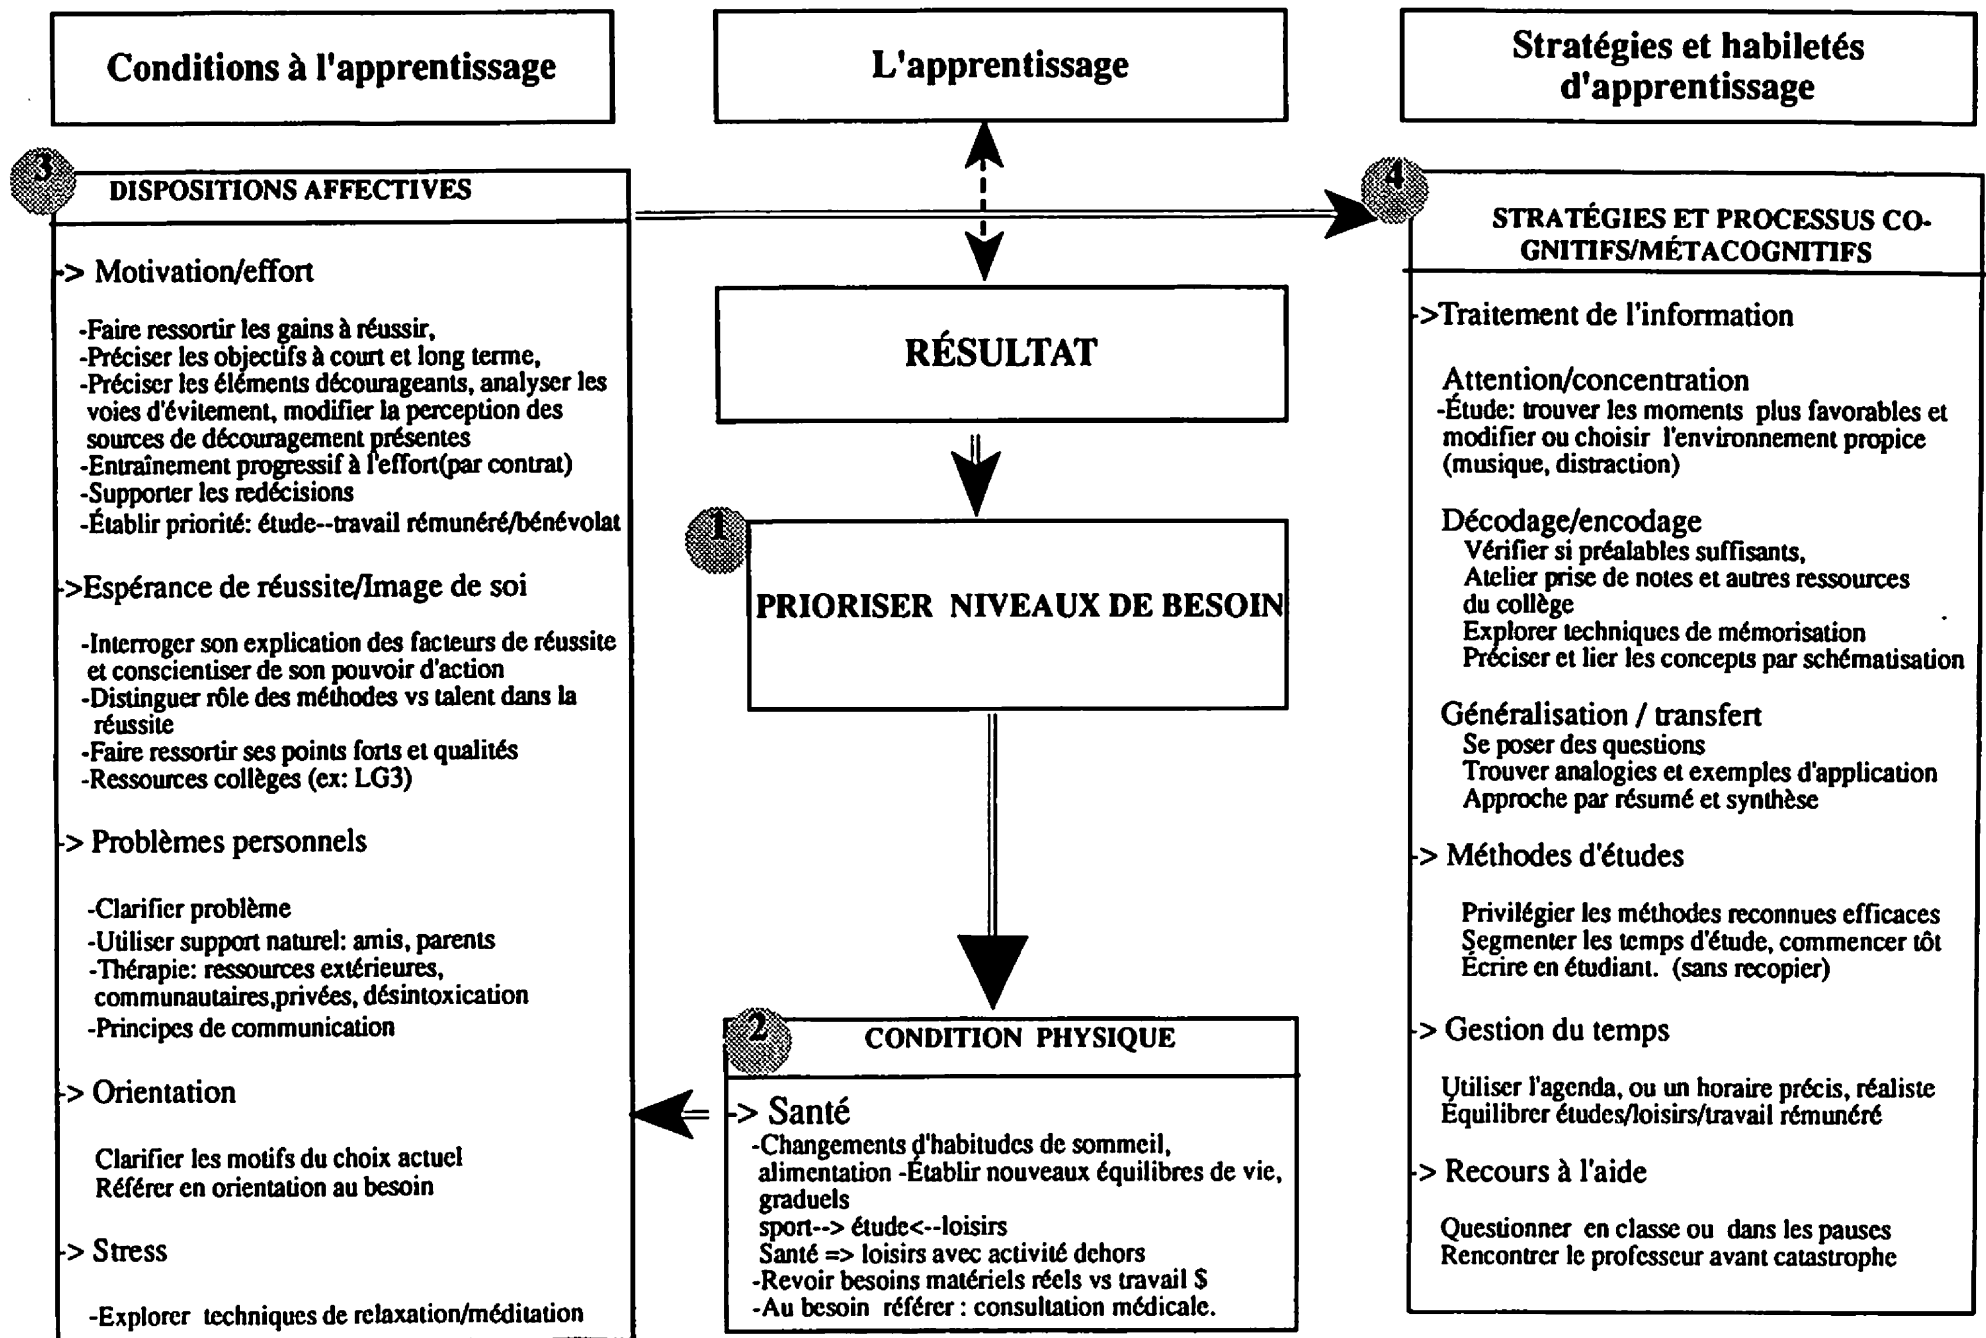 Conditions à l'apprentissage
L'apprentissage
Stratégies et habiletés
d'apprentissage
3
DISPOSITIONS AFFECTIVES
-> Motivation/effort
-Faire ressortir les gains à réussir,
-Préciser les objectifs à court et long terme,
-Préciser les éléments décourageants, analyser les
voies d'évitement, modifier la perception des
sources de découragement présentes
-Entraînement progressif à l'effort(par contrat)
-Supporter les redécisions
-Établir priorité: étude--travail rémunéré/bénévolat
->Espérance de réussite/Image de soi
-Interroger son explication des facteurs de réussite
et conscientiser de son pouvoir d'action
-Distinguer rôle des méthodes vs talent dans la
réussite
-Faire ressortir ses points forts et qualités
-Ressources collèges (ex: LG3)
-> Problèmes personnels
-Clarifier problème
-Utiliser support naturel: amis, parents
-Thérapie: ressources extérieures,
communautaires,privées, désintoxication
-Principes de communication
-> Orientation
Clarifier les motifs du choix actuel
Référer en orientation au besoin
-> Stress
-Explorer techniques de relaxation/méditation
RÉSULTAT
1
PRIORISER NIVEAUX DE BESOIN
2
CONDITION PHYSIQUE
-> Santé
-Changements d'habitudes de sommeil,
alimentation -Établir nouveaux équilibres de vie,
graduels
sport--> étude<--loisirs
Santé => loisirs avec activité dehors
-Revoir besoins matériels réels vs travail $
-Au besoin référer : consultation médicale.
4
STRATÉGIES ET PROCESSUS CO-
GNITIFS/MÉTACOGNITIFS
->Traitement de l'information
Attention/concentration
-Étude: trouver les moments plus favorables et
modifier ou choisir l'environnement propice
(musique, distraction)
Décodage/encodage
Vérifier si préalables suffisants,
Atelier prise de notes et autres ressources
du collège
Explorer techniques de mémorisation
Préciser et lier les concepts par schématisation
Généralisation / transfert
Se poser des questions
Trouver analogies et exemples d'application
Approche par résumé et synthèse
-> Méthodes d'études
Privilégier les méthodes reconnues efficaces
Segmenter les temps d'étude, commencer tôt
Écrire en étudiant. (sans recopier)
-> Gestion du temps
Utiliser l'agenda, ou un horaire précis, réaliste
Équilibrer études/loisirs/travail rémunéré
-> Recours à l'aide
Questionner en classe ou dans les pauses
Rencontrer le professeur avant catastrophe